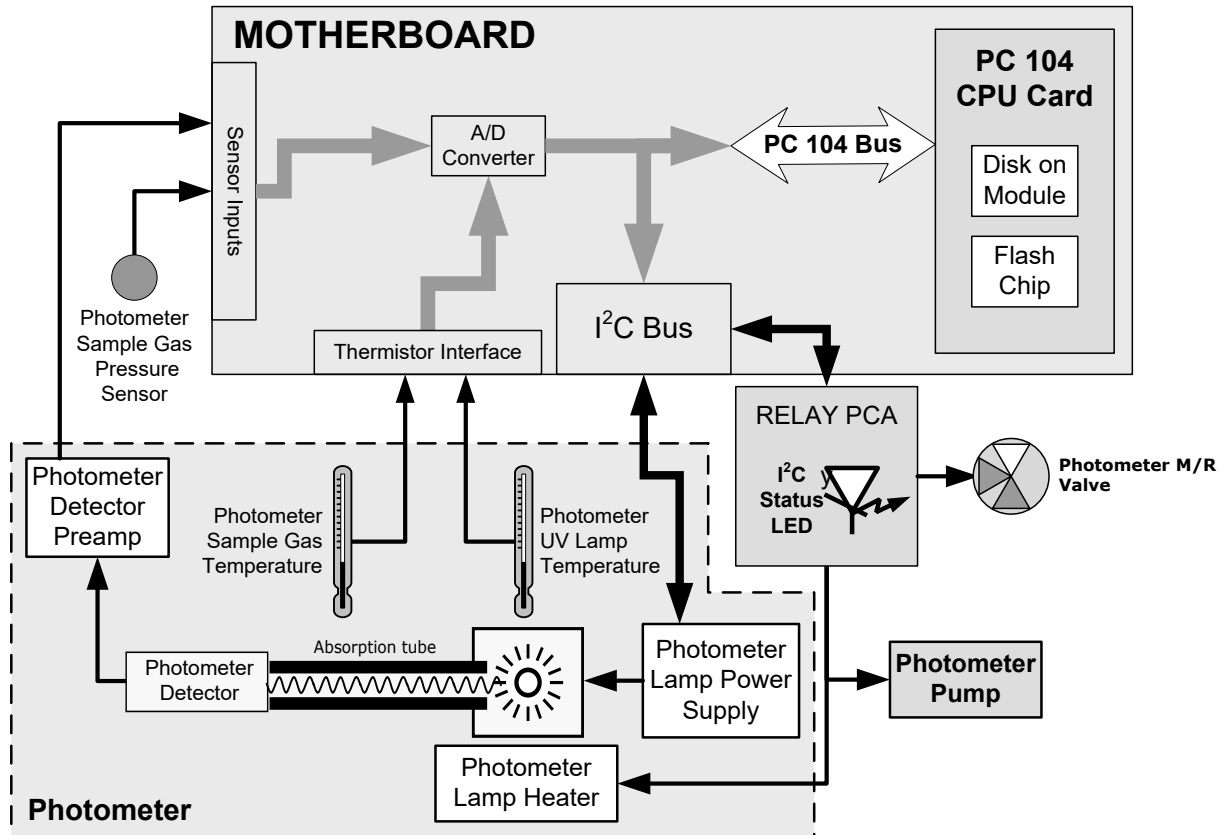 MOTHERBOARD
PC 104
CPU Card
Disk on
Module
Flash
Chip
PC 104 Bus
A/D
Converter
Sensor Inputs
Thermistor Interface
I²C Bus
Photometer
Sample Gas
Pressure
Sensor
RELAY PCA
I²C
Status
LED
y
Photometer M/R
Valve
Photometer
Detector
Preamp
Photometer
Sample Gas
Temperature
Photometer
UV Lamp
Temperature
Absorption tube
Photometer
Detector
Photometer
Lamp Power
Supply
Photometer
Pump
Photometer
Lamp Heater
Photometer